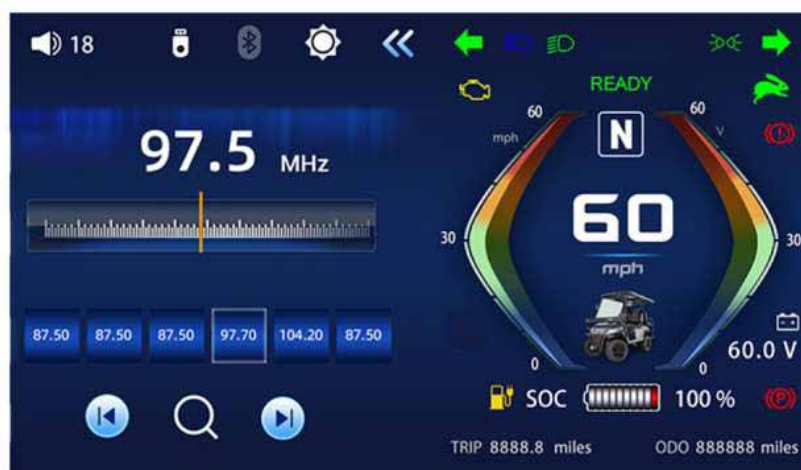 18
97.5 MHz
87.50 87.50 87.50 97.70 104.20 87.50
READY
60 60
mph V
N
60
mph
30 30
60.0 V
0 0
SOC 100 % (P)
TRIP 8888.8 miles ODO 888888 miles